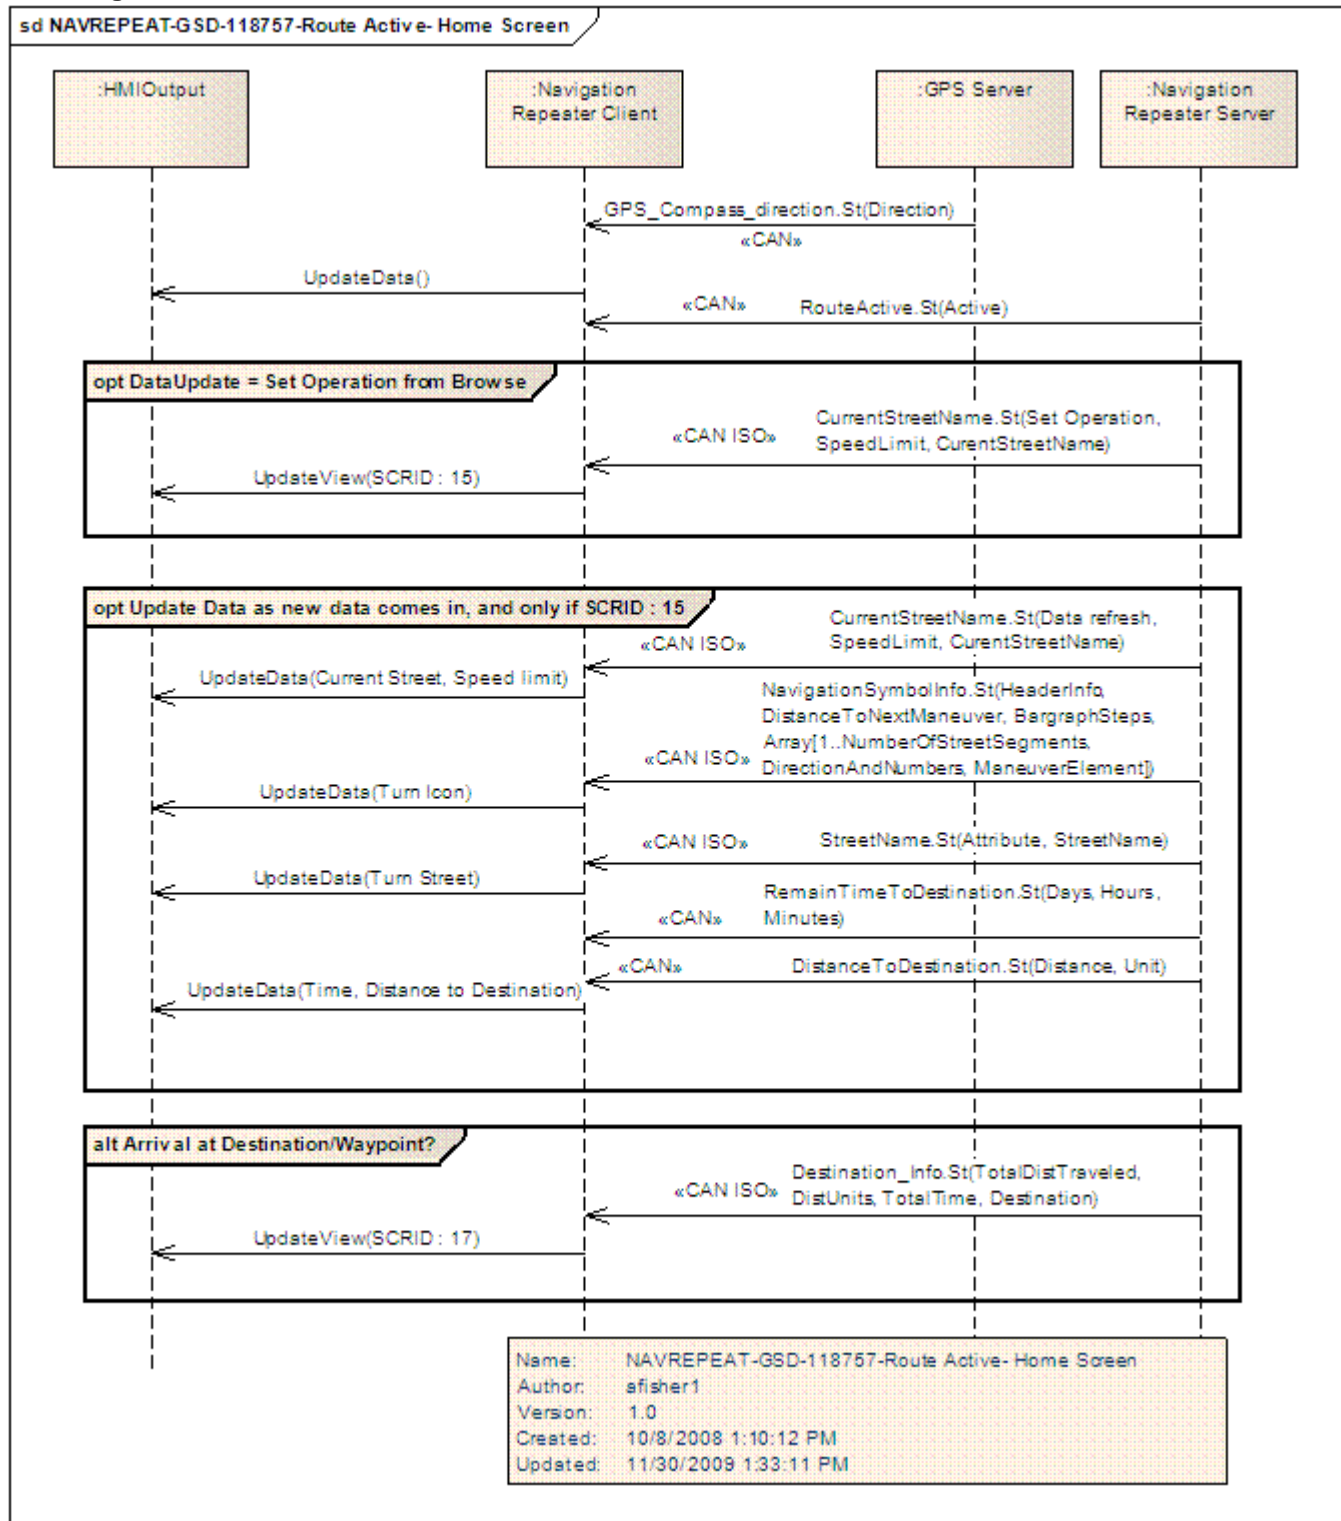 sd NAVREPEAT-GSD-118757-Route Active- Home Screen
:HMIOutput
:Navigation
Repeater Client
:GPS Server
:Navigation
Repeater Server
GPS_Compass_direction.St(Direction)
«CAN»
UpdateData()
«CAN»
RouteActive.St(Active)
opt DataUpdate = Set Operation from Browse
CurrentStreetName.St(Set Operation,
SpeedLimit, CurentStreetName)
«CAN ISO»
UpdateView(SCRID : 15)
opt Update Data as new data comes in, and only if SCRID : 15
CurrentStreetName.St(Data refresh,
SpeedLimit, CurentStreetName)
«CAN ISO»
UpdateData(Current Street, Speed limit)
NavigationSymbolInfo.St(HeaderInfo,
DistanceToNextManeuver, BargraphSteps,
Array[1..NumberOfStreetSegments,
DirectionAndNumbers, ManeuverElement])
«CAN ISO»
UpdateData(Turn Icon)
«CAN ISO»
StreetName.St(Attribute, StreetName)
UpdateData(Turn Street)
RemainTimeToDestination.St(Days, Hours,
Minutes)
«CAN»
«CAN»
DistanceToDestination.St(Distance, Unit)
UpdateData(Time, Distance to Destination)
alt Arrival at Destination/Waypoint?
Destination_Info.St(TotalDistTraveled,
DistUnits, TotalTime, Destination)
«CAN ISO»
UpdateView(SCRID : 17)
Name: NAVREPEAT-GSD-118757-Route Active- Home Screen
Author: afisher1
Version: 1.0
Created: 10/8/2008 1:10:12 PM
Updated: 11/30/2009 1:33:11 PM